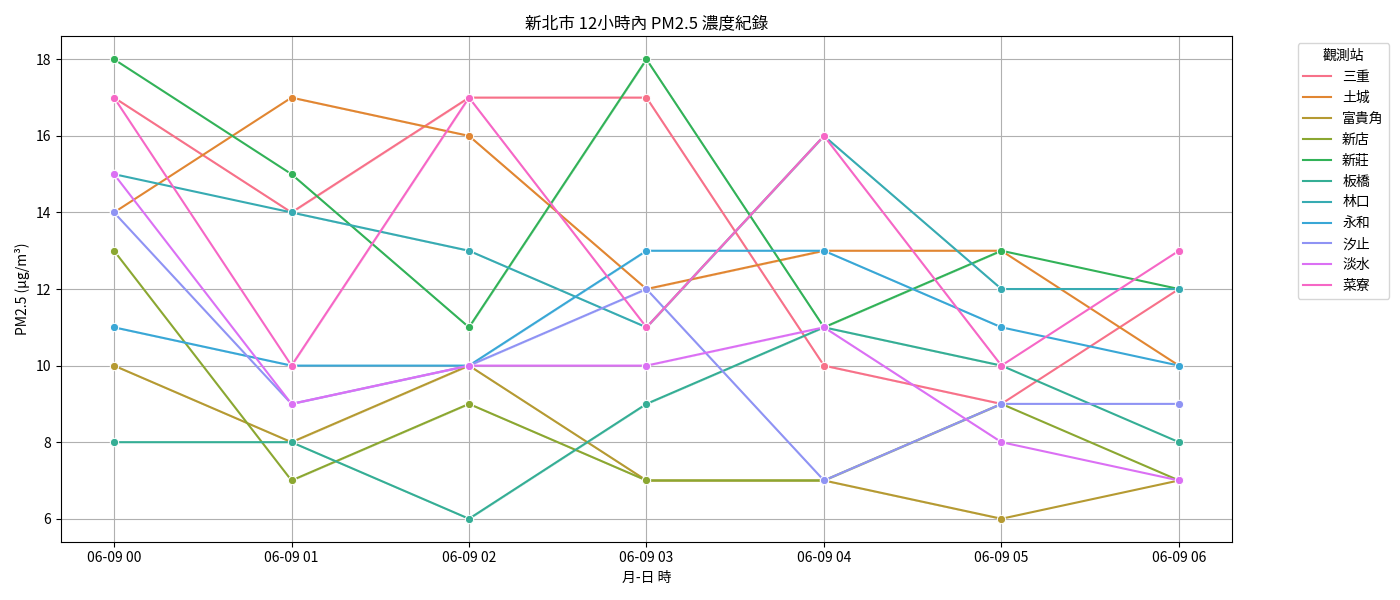 新北市 12小時內 PM2.5 濃度紀錄
PM2.5 (μg/m³)
18
16
14
12
10
8
6
06-09 00
06-09 01
06-09 02
06-09 03
06-09 04
06-09 05
06-09 06
月-日 時
觀測站
三重
土城
富貴角
新店
新莊
板橋
林口
永和
汐止
淡水
菜寮